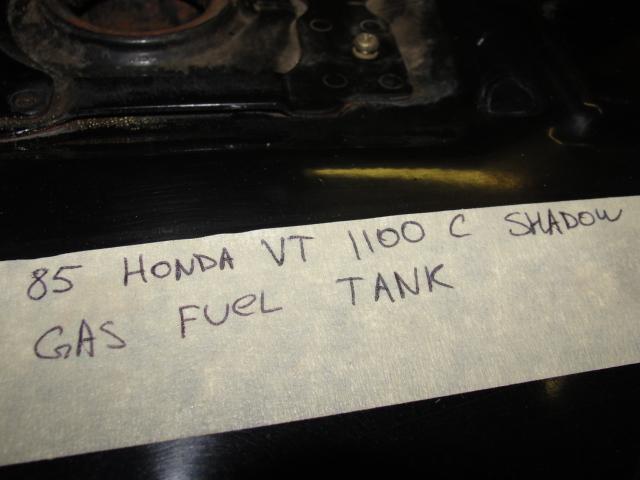 85 HONDA VT 1100 C SHADOW
GAS FUEL TANK